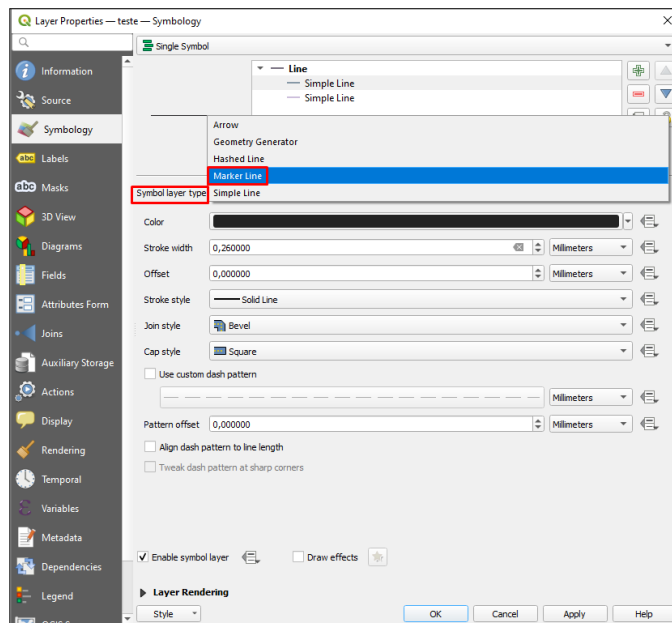 Layer Properties — teste — Symbology
Single Symbol
Information
Source
Symbology
Labels
Masks
3D View
Diagrams
Fields
Attributes Form
Joins
Auxiliary Storage
Actions
Display
Rendering
Temporal
Variables
Metadata
Dependencies
Legend
Line
Simple Line
Simple Line
Arrow
Geometry Generator
Hashed Line
Marker Line
Symbol layer type Simple Line
Color
Stroke width 0,260000 Millimeters
Offset 0,000000 Millimeters
Stroke style Solid Line
Join style Bevel
Cap style Square
Use custom dash pattern
Millimeters
Pattern offset 0,000000 Millimeters
Align dash pattern to line length
Tweak dash pattern at sharp corners
Enable symbol layer Draw effects
Layer Rendering
Style OK Cancel Apply Help